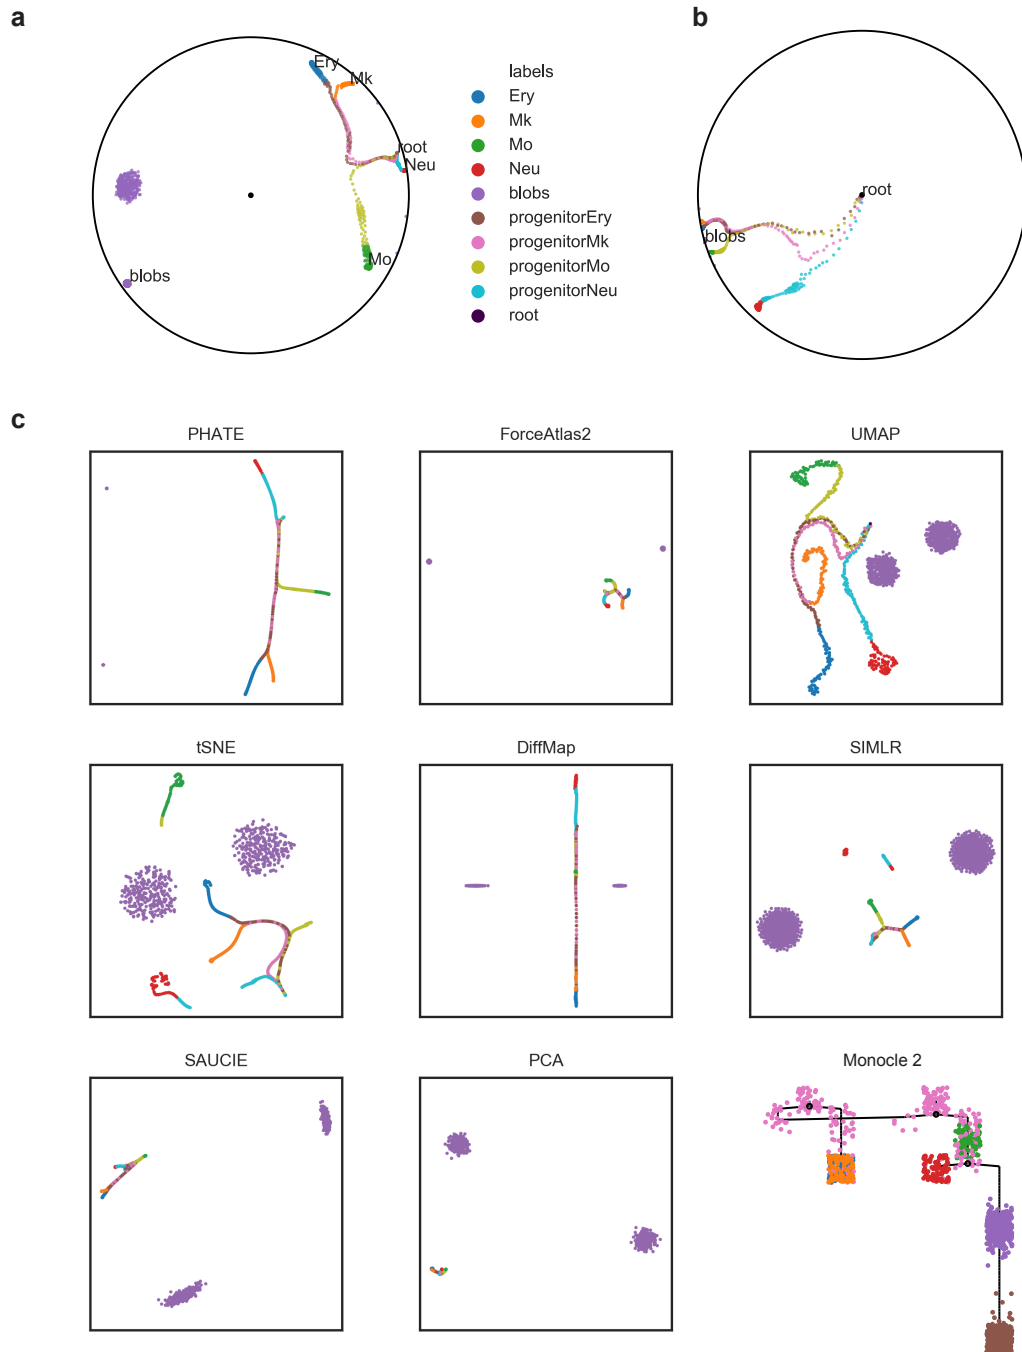 a
Ery
Mk
root
Neu
Mo
blobs
labels
Ery
Mk
Mo
Neu
blobs
progenitorEry
progenitorMk
progenitorMo
progenitorNeu
root
b
root
blobs
c
PHATE
ForceAtlas2
UMAP
tSNE
DiffMap
SIMLR
SAUCIE
PCA
Monocle 2